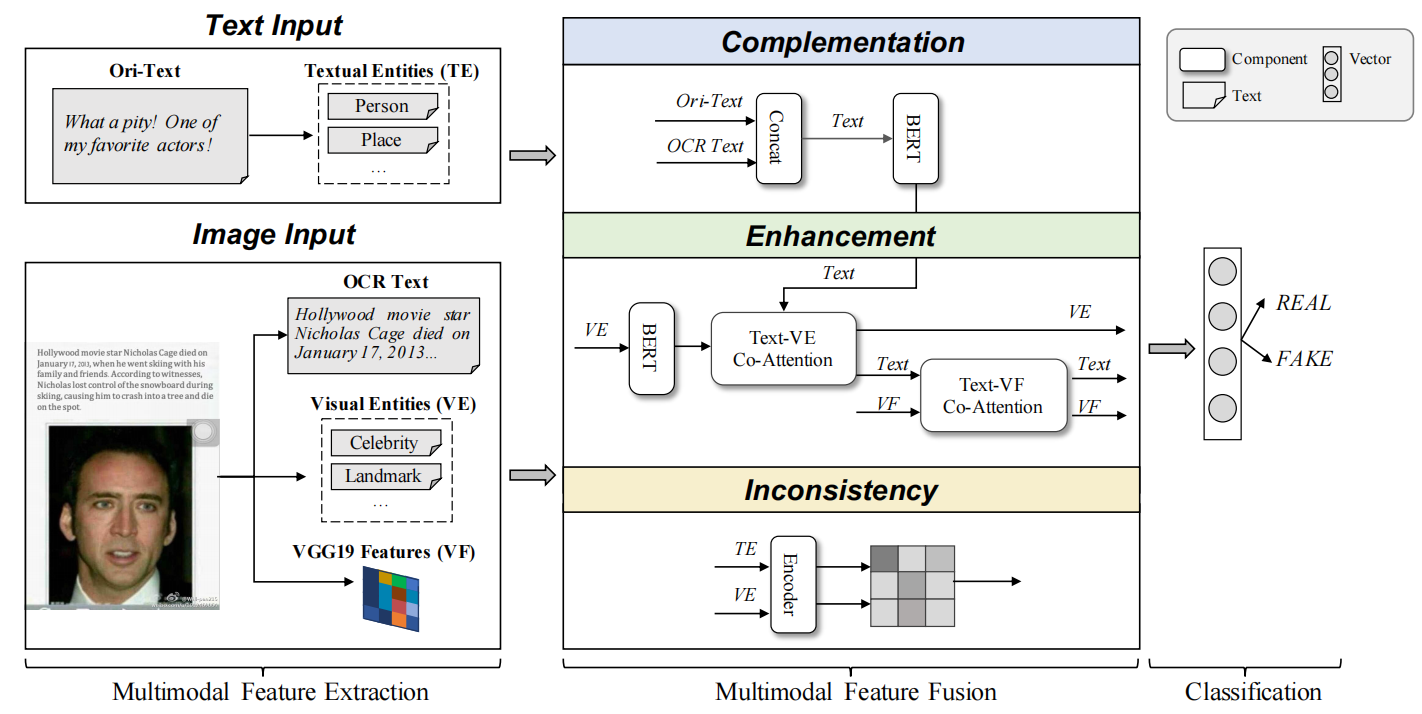 Text Input
Ori-Text
What a pity! One of
my favorite actors!
Textual Entities (TE)
Person
Place
...
Image Input
Hollywood movie star Nicholas Cage died on
January 17, 2013, when he went skiing with his
family and friends. According to witnesses,
Nicholas lost control of the snowboard during
skiing, causing him to crash into a tree and die
on the spot.
OCR Text
Hollywood movie star
Nicholas Cage died on
January 17, 2013...
Visual Entities (VE)
Celebrity
Landmark
...
VGG19 Features (VF)
Multimodal Feature Extraction
Complementation
Ori-Text
OCR Text
Concat
Text
BERT
Enhancement
Text
VE
BERT
Text-VE
Co-Attention
VE
Text
VF
Text-VF
Co-Attention
Text
VF
Inconsistency
TE
VE
Encoder
Multimodal Feature Fusion
Component
Vector
Text
REAL
FAKE
Classification